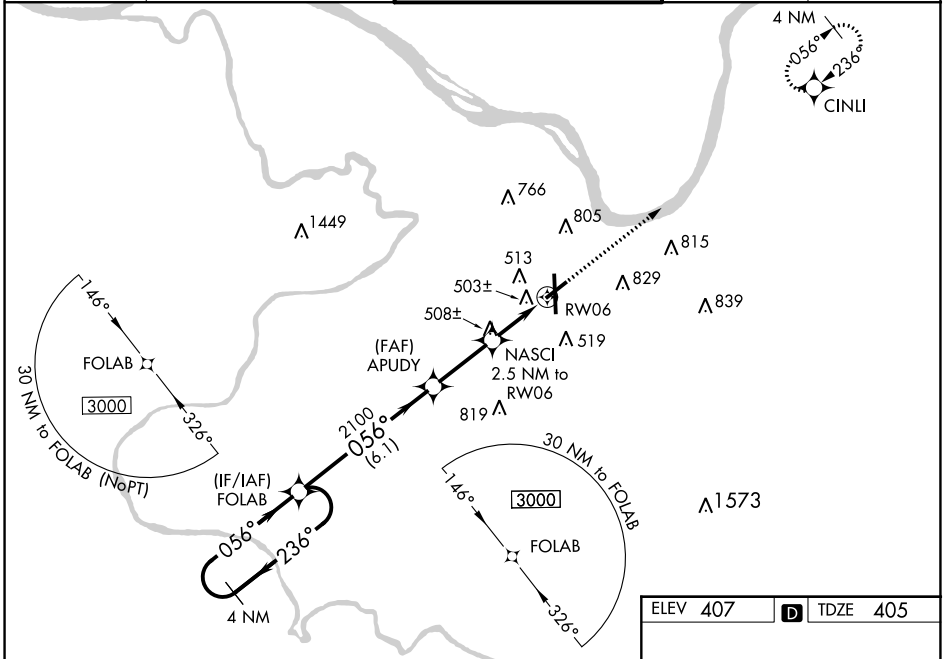 4 NM
056°
236°
CINLI
766
805
1449
815
513
829
503±
RW06
839
508±
519
NASCI
2.5 NM to
RW06
(FAF)
APUDY
819
146°
FOLAB
3000
326°
30 NM to FOLAB (NoPT)
2100
056°
(6.1)
(IF/IAF)
FOLAB
056°
236°
4 NM
30 NM to FOLAB
146°
3000
FOLAB
326°
1573
ELEV 407 D TDZE 405